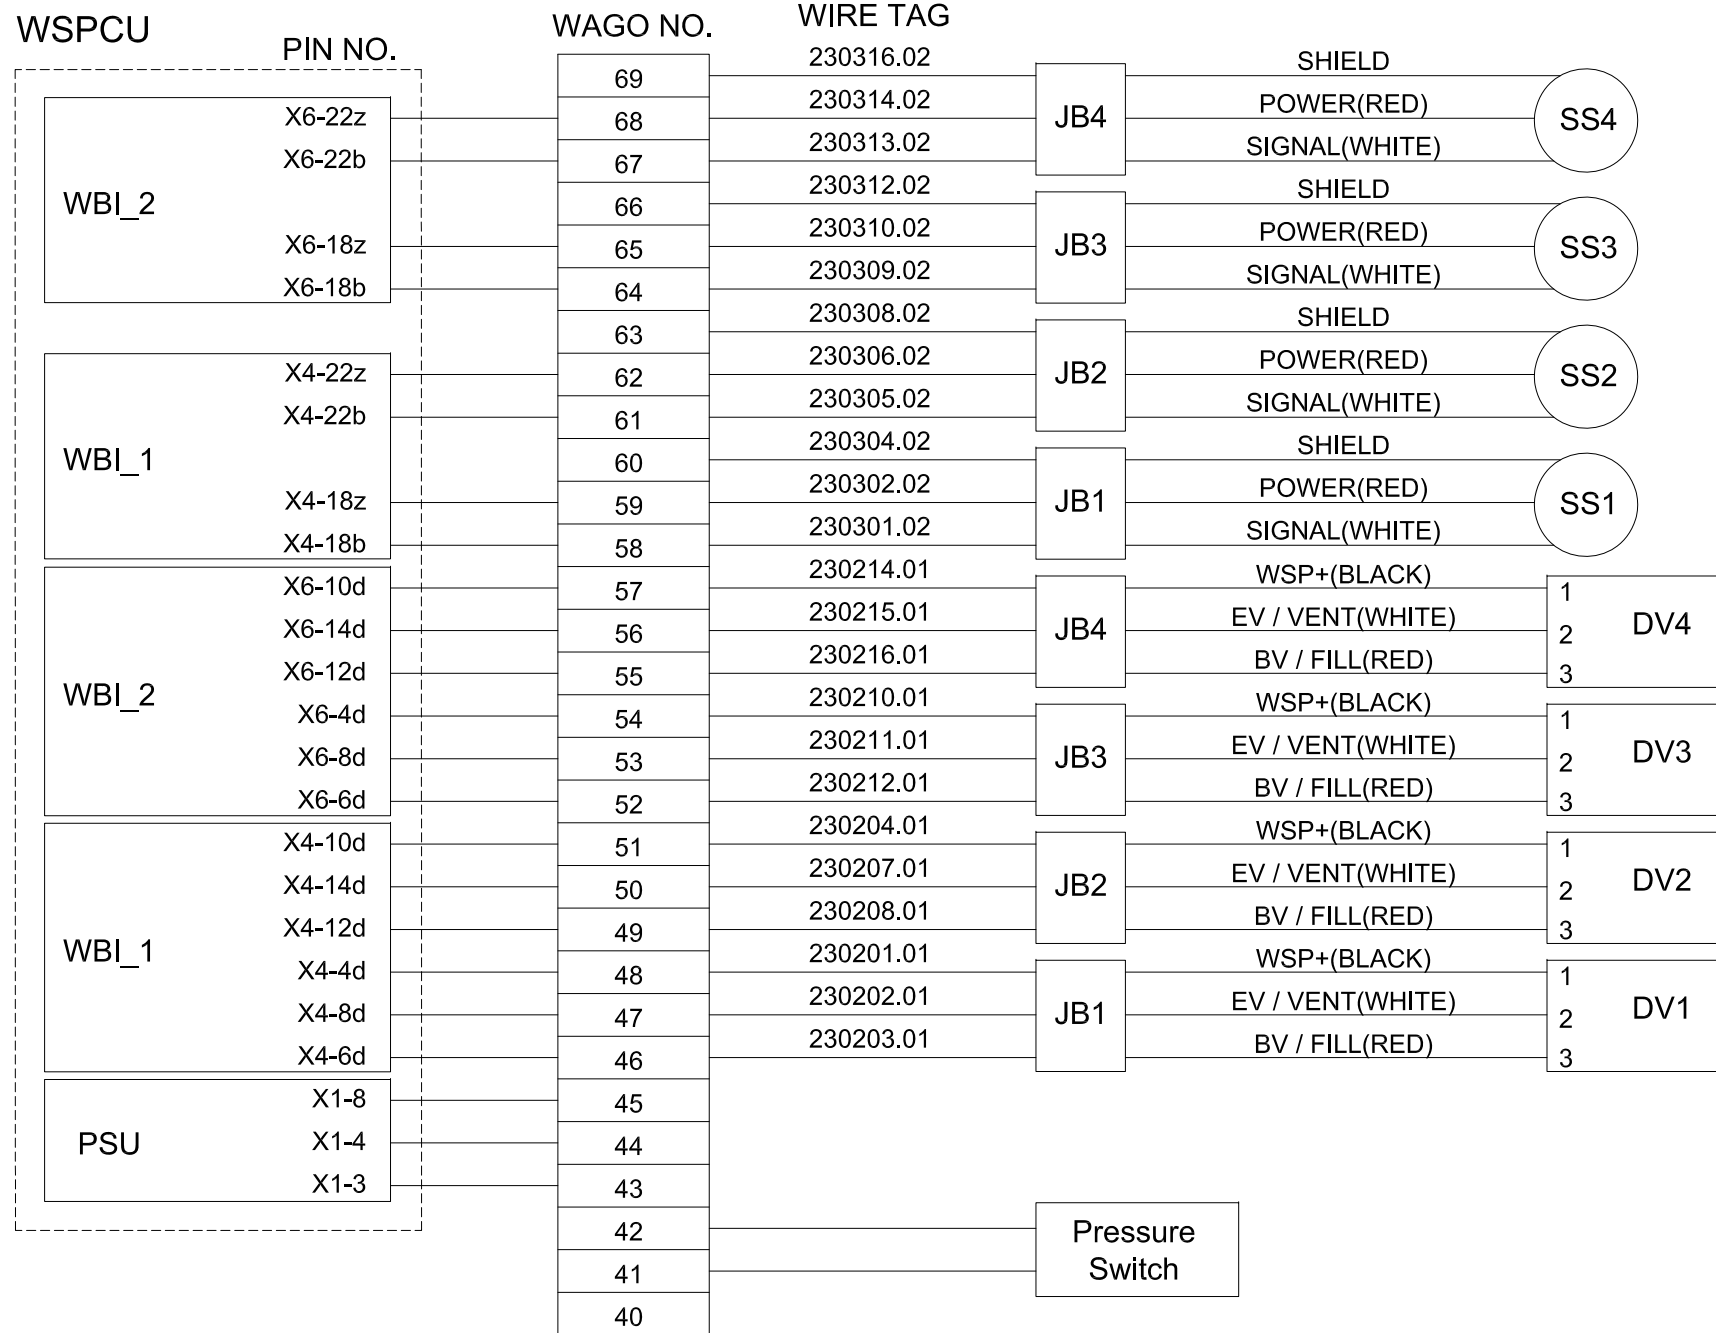 WSPCU PIN NO. WAGO NO. WIRE TAG
69 230316.02 SHIELD
X6-22z 68 230314.02 JB4 POWER(RED) SS4
X6-22b 67 230313.02 SIGNAL(WHITE)
WBI_2 66 230312.02 SHIELD
X6-18z 65 230310.02 JB3 POWER(RED) SS3
X6-18b 64 230309.02 SIGNAL(WHITE)
63 230308.02 SHIELD
X4-22z 62 230306.02 JB2 POWER(RED) SS2
X4-22b 61 230305.02 SIGNAL(WHITE)
WBI_1 60 230304.02 SHIELD
X4-18z 59 230302.02 JB1 POWER(RED) SS1
X4-18b 58 230301.02 SIGNAL(WHITE)
X6-10d 57 230214.01 WSP+(BLACK) 1
X6-14d 56 230215.01 JB4 EV / VENT(WHITE) 2 DV4
X6-12d 55 230216.01 BV / FILL(RED) 3
WBI_2 X6-4d 54 230210.01 WSP+(BLACK) 1
X6-8d 53 230211.01 JB3 EV / VENT(WHITE) 2 DV3
X6-6d 52 230212.01 BV / FILL(RED) 3
X4-10d 51 230204.01 WSP+(BLACK) 1
X4-14d 50 230207.01 JB2 EV / VENT(WHITE) 2 DV2
X4-12d 49 230208.01 BV / FILL(RED) 3
WBI_1 X4-4d 48 230201.01 WSP+(BLACK) 1
X4-8d 47 230202.01 JB1 EV / VENT(WHITE) 2 DV1
X4-6d 46 230203.01 BV / FILL(RED) 3
X1-8 45
PSU X1-4 44
X1-3 43
42 Pressure
41 Switch
40